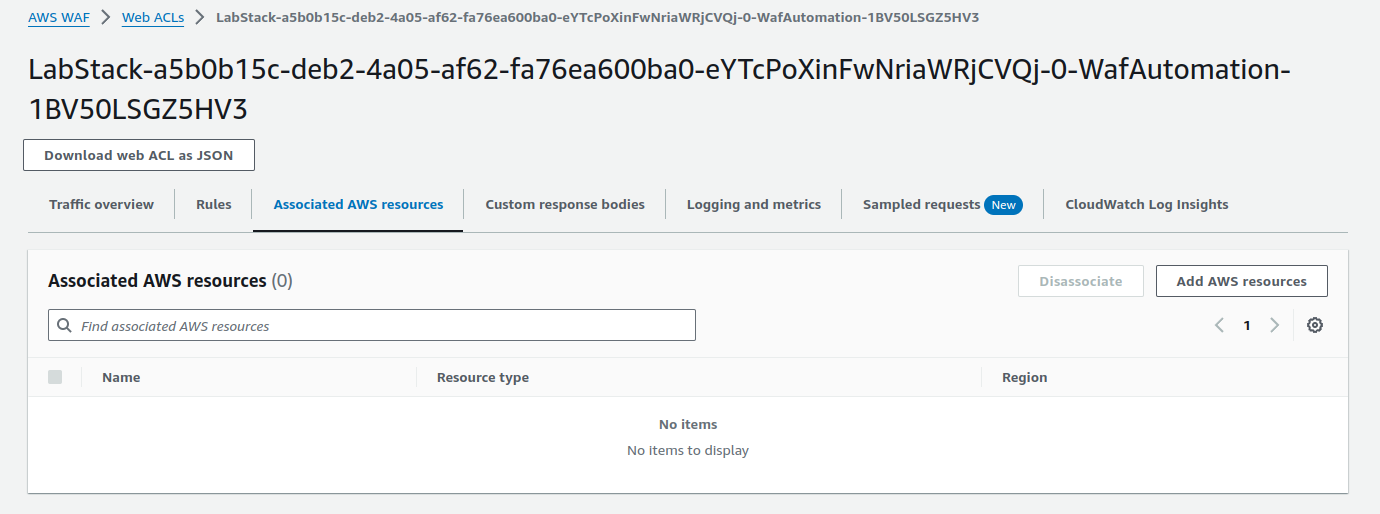 AWS WAF > Web ACLs > LabStack-a5b0b15c-deb2-4a05-af62-fa76ea600ba0-eYTcPoXinFwNriaWRjCVQj-0-WafAutomation-1BV50LSGZ5HV3
LabStack-a5b0b15c-deb2-4a05-af62-fa76ea600ba0-eYTcPoXinFwNriaWRjCVQj-0-WafAutomation-
1BV50LSGZ5HV3
Download web ACL as JSON
Traffic overview Rules Associated AWS resources Custom response bodies Logging and metrics Sampled requests New CloudWatch Log Insights
Associated AWS resources (0) Disassociate Add AWS resources
Find associated AWS resources 1
Name Resource type Region
No items
No items to display